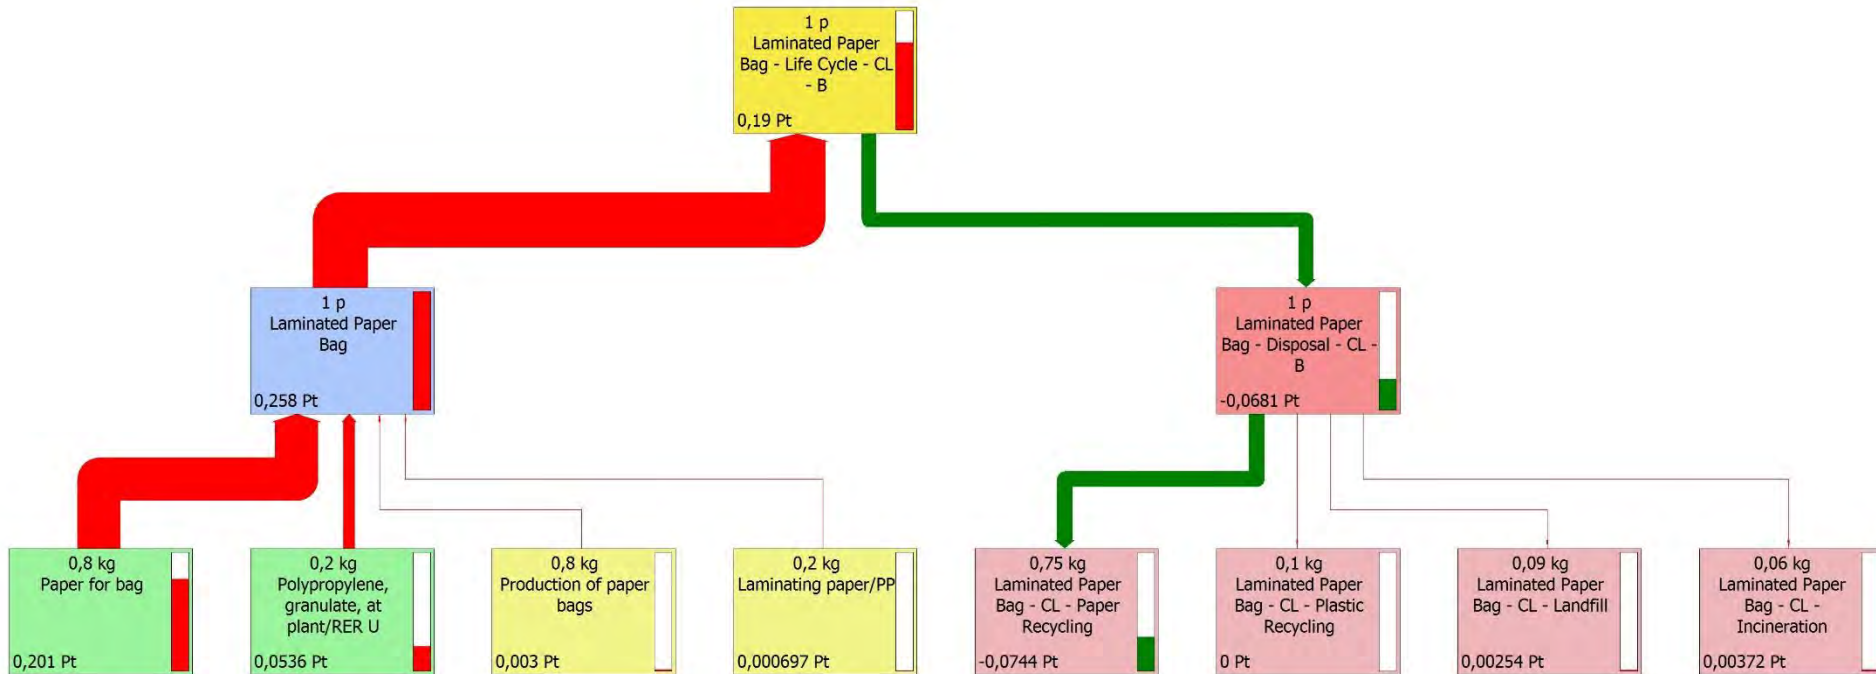 1 p
Laminated Paper
Bag - Life Cycle - CL
- B
0,19 Pt
1 p
Laminated Paper
Bag
0,258 Pt
1 p
Laminated Paper
Bag - Disposal - CL -
B
-0,0681 Pt
0,8 kg
Paper for bag
0,201 Pt
0,2 kg
Polypropylene,
granulate, at
plant/RER U
0,0536 Pt
0,8 kg
Production of paper
bags
0,003 Pt
0,2 kg
Laminating paper/PP
0,000697 Pt
0,75 kg
Laminated Paper
Bag - CL - Paper
Recycling
-0,0744 Pt
0,1 kg
Laminated Paper
Bag - CL - Plastic
Recycling
0 Pt
0,09 kg
Laminated Paper
Bag - CL - Landfill
0,00254 Pt
0,06 kg
Laminated Paper
Bag - CL -
Incineration
0,00372 Pt